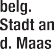 belg.
Stadt an
d. Maas